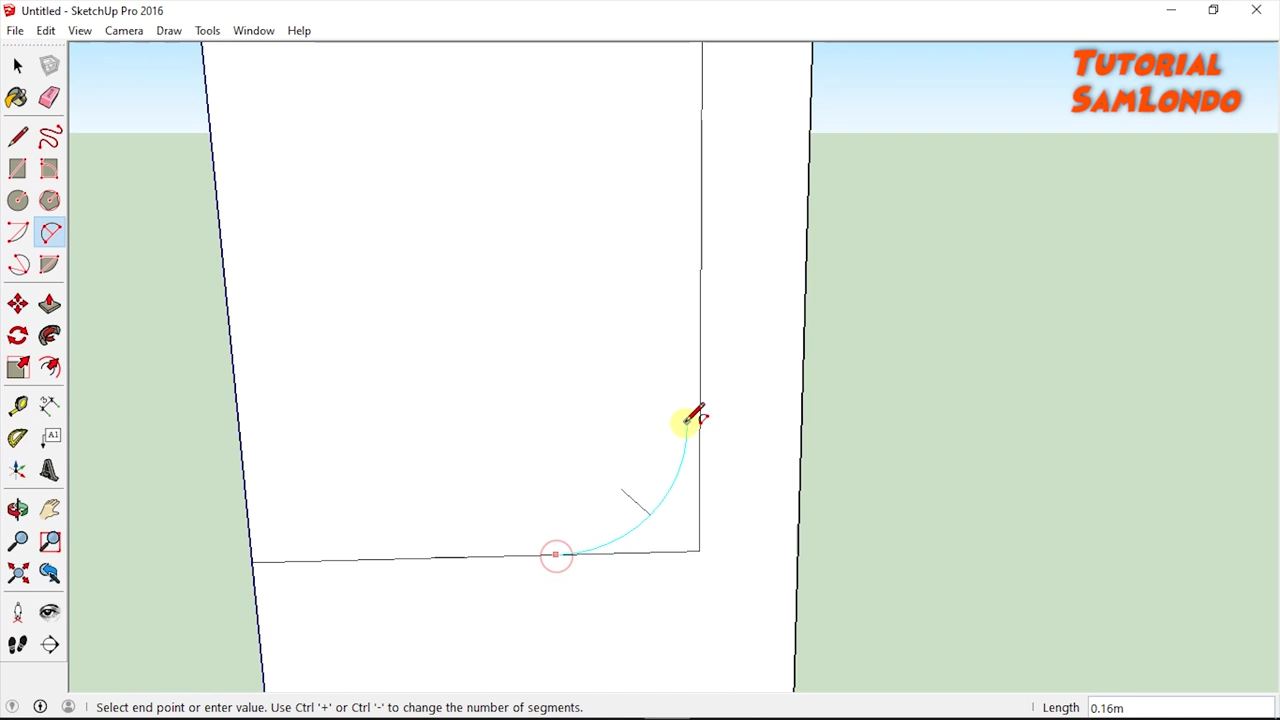 Untitled - SketchUp Pro 2016
File Edit View Camera Draw Tools Window Help
TUTORIAL
SAMLONDO
A1
Select end point or enter value. Use Ctrl '+' or Ctrl '-' to change the number of segments.
Length 0.16m